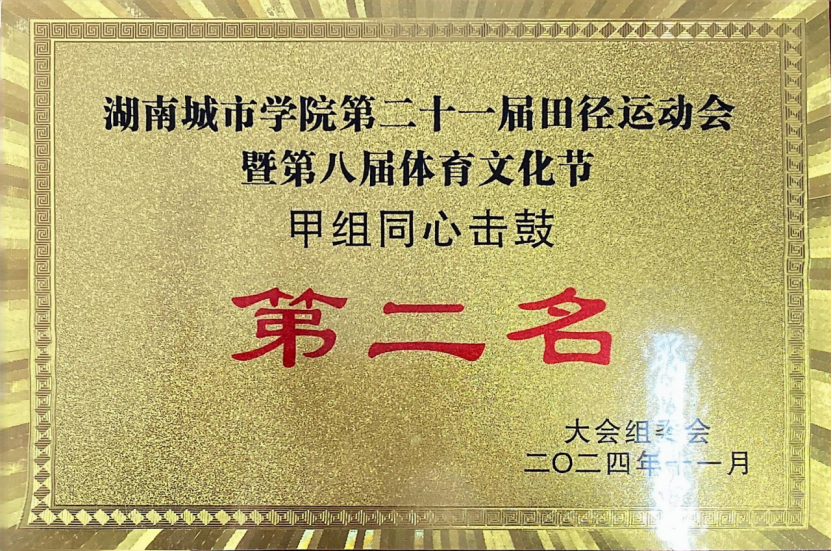 湖南城市学院第二十一届田径运动会
暨第八届体育文化节
甲组同心击鼓
第二名
大会组委会
二〇二四年十一月